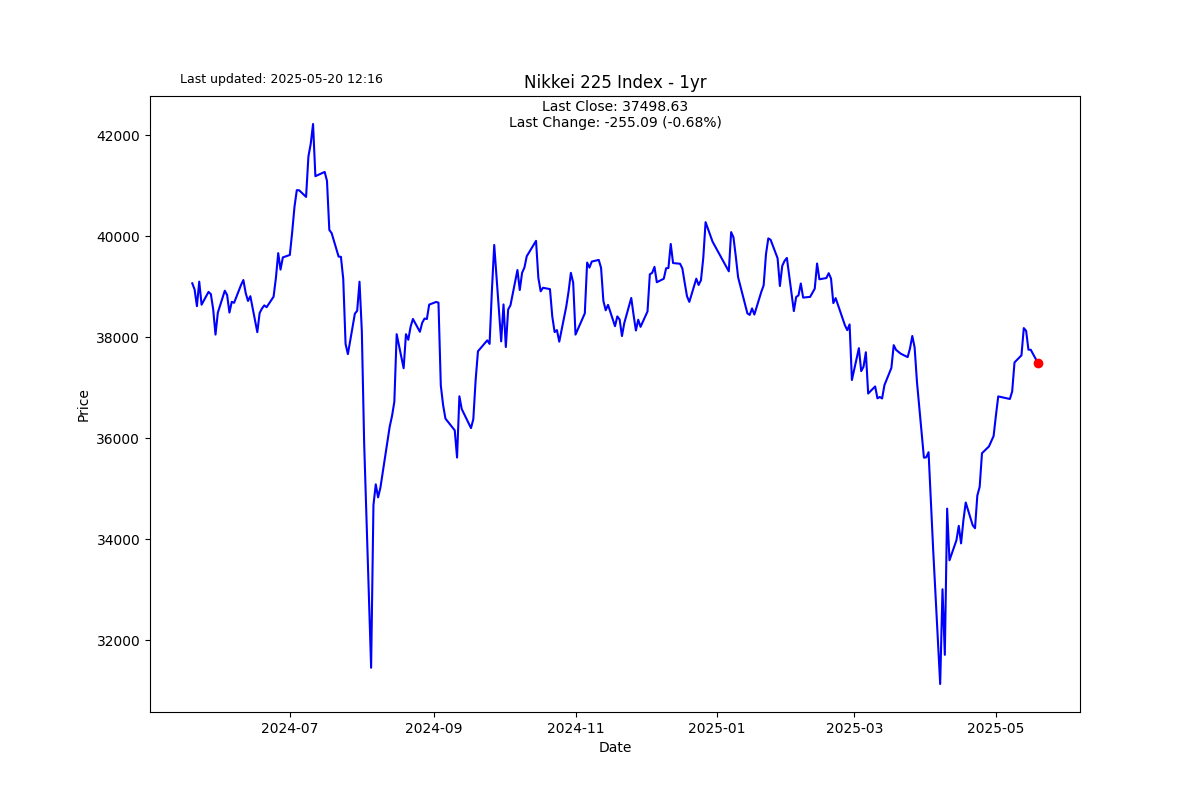 Last updated: 2025-05-20 12:16
Nikkei 225 Index - 1yr
Last Close: 37498.63
Last Change: -255.09 (-0.68%)
42000
40000
38000
36000
34000
32000
Price
2024-07
2024-09
2024-11
2025-01
2025-03
2025-05
Date